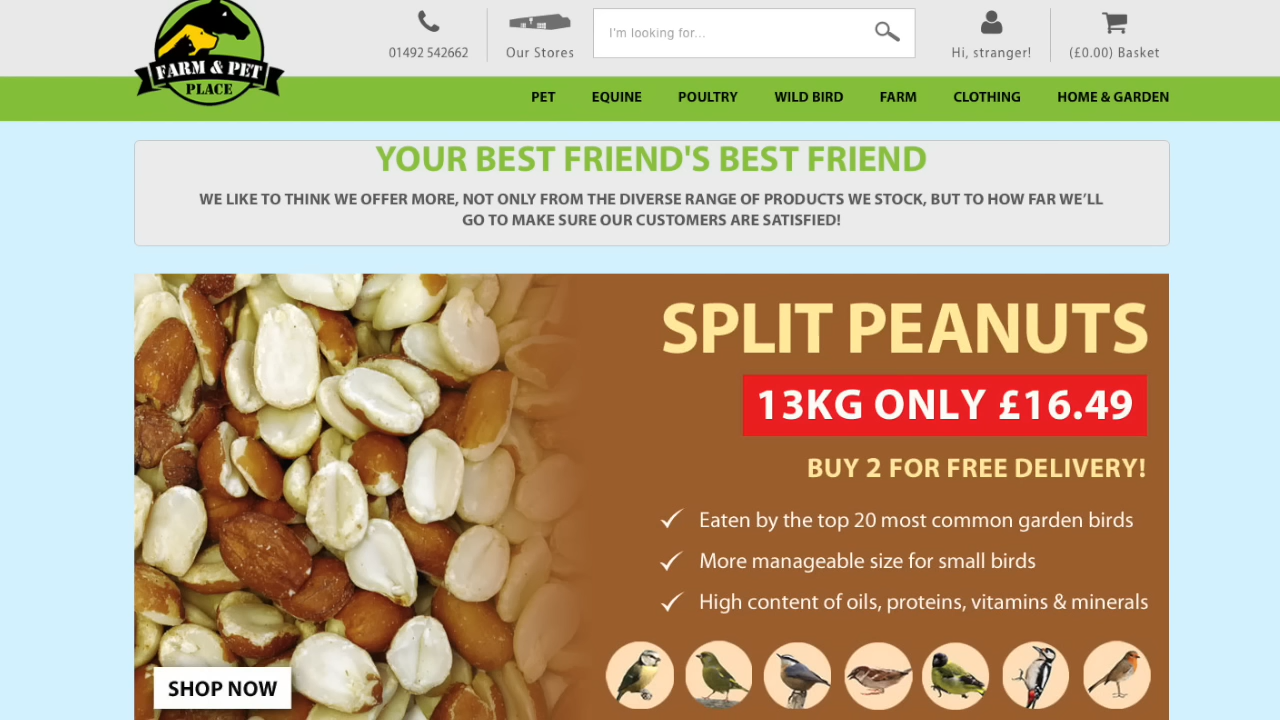 FARM & PET
PLACE
01492 542662
Our Stores
I'm looking for...
Hi, stranger!
(£0.00) Basket
PET
EQUINE
POULTRY
WILD BIRD
FARM
CLOTHING
HOME & GARDEN
YOUR BEST FRIEND'S BEST FRIEND
WE LIKE TO THINK WE OFFER MORE, NOT ONLY FROM THE DIVERSE RANGE OF PRODUCTS WE STOCK, BUT TO HOW FAR WE’LL
GO TO MAKE SURE OUR CUSTOMERS ARE SATISFIED!
SPLIT PEANUTS
13KG ONLY £16.49
BUY 2 FOR FREE DELIVERY!
Eaten by the top 20 most common garden birds
More manageable size for small birds
High content of oils, proteins, vitamins & minerals
SHOP NOW